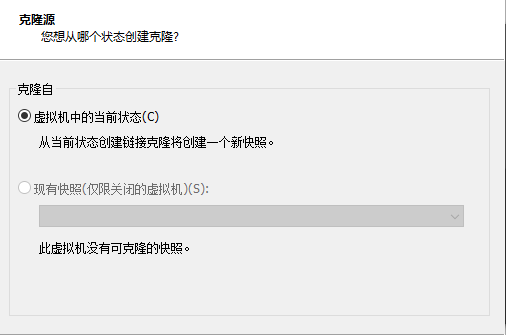 克隆源
您想从哪个状态创建克隆?
克隆自
虚拟机中的当前状态(C)
从当前状态创建链接克隆将创建一个新快照。
现有快照(仅限关闭的虚拟机)(S):
此虚拟机没有可克隆的快照。